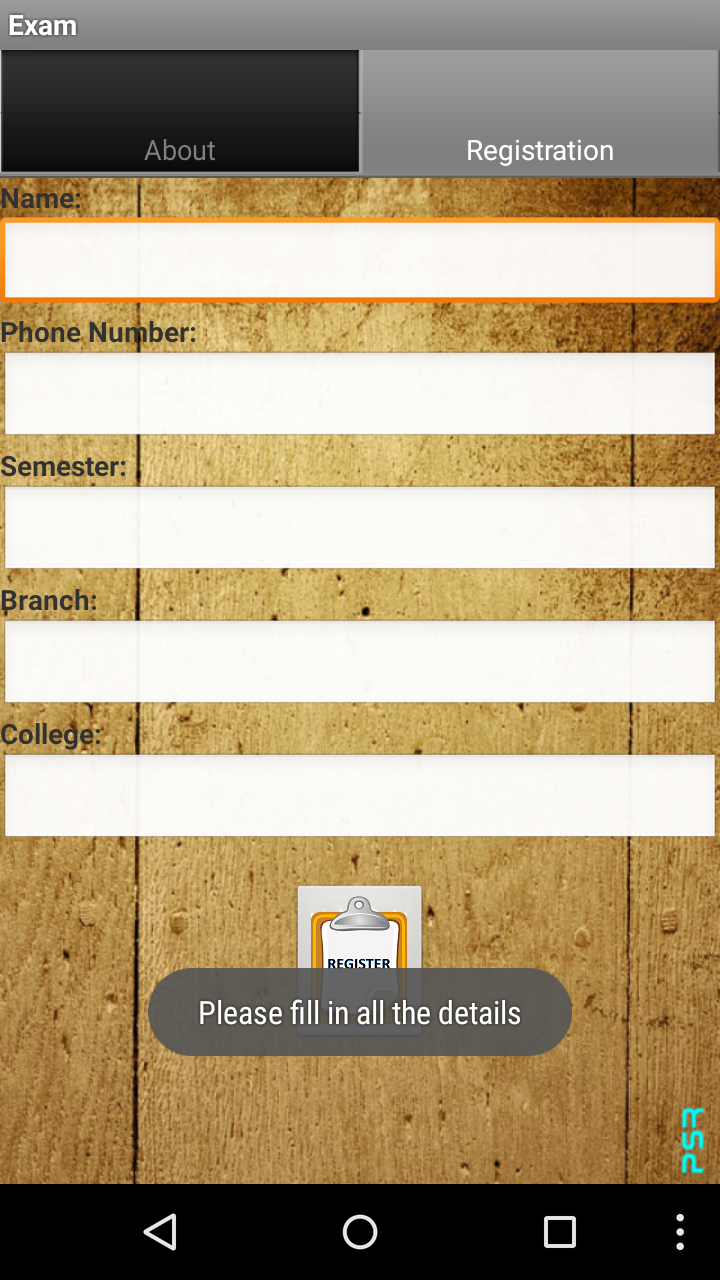 Exam
About
Registration
Name:
Phone Number:
Semester:
Branch:
College:
REGISTER
Please fill in all the details
PSR